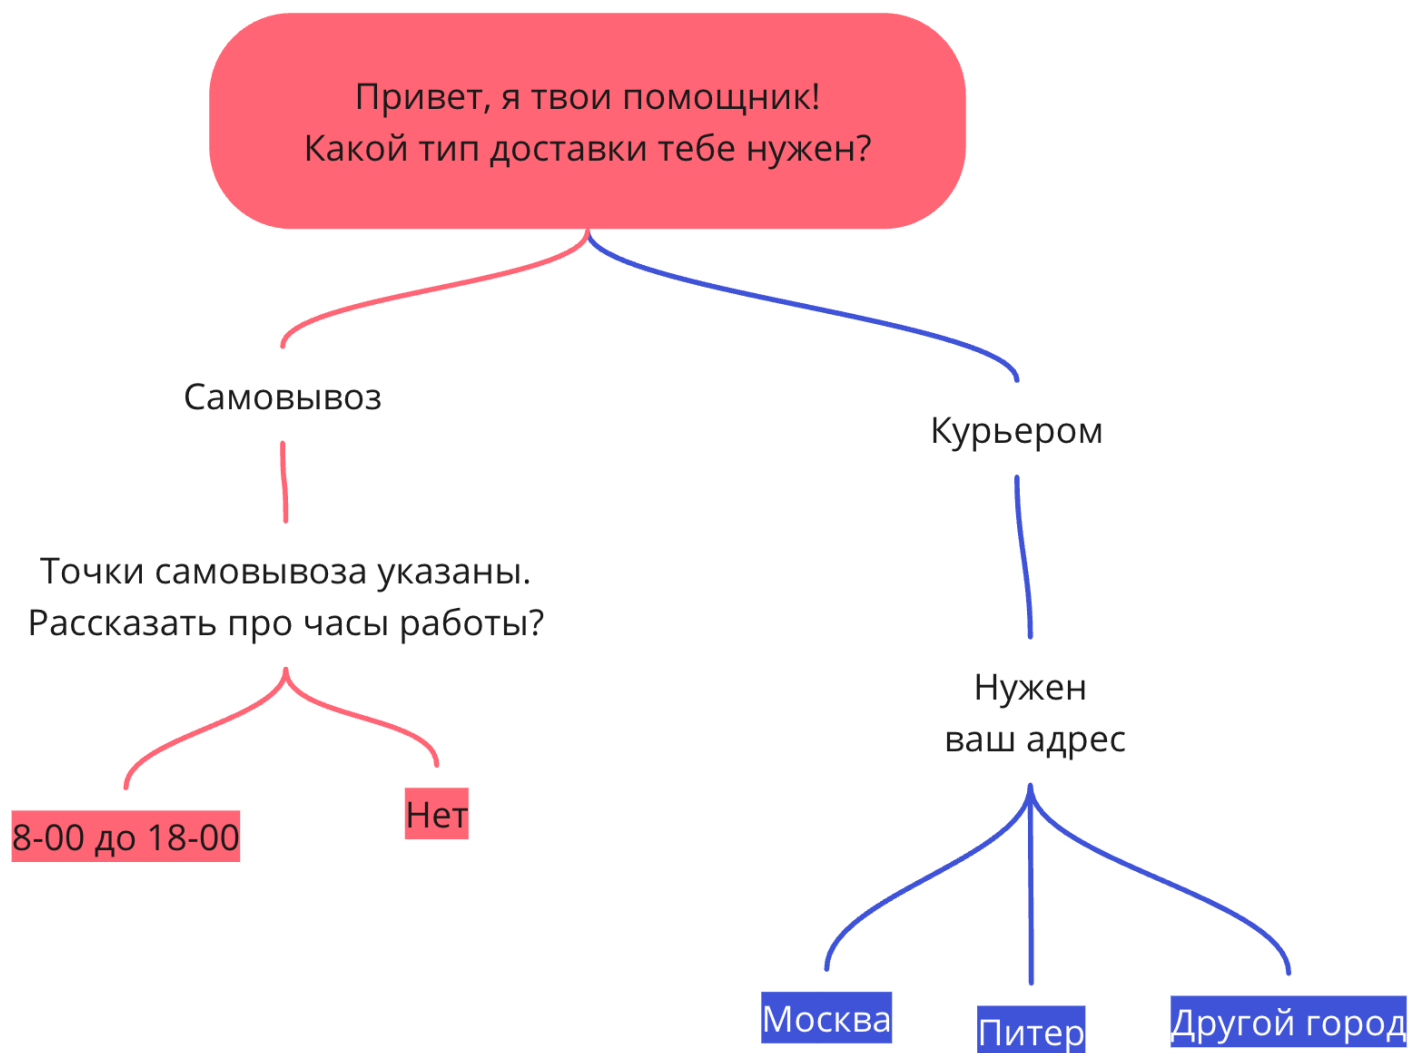 Привет, я твои помощник!
Какой тип доставки тебе нужен?
Самовывоз
Курьером
Точки самовывоза указаны.
Рассказать про часы работы?
Нужен
ваш адрес
8-00 до 18-00
Нет
Москва
Питер
Другой город